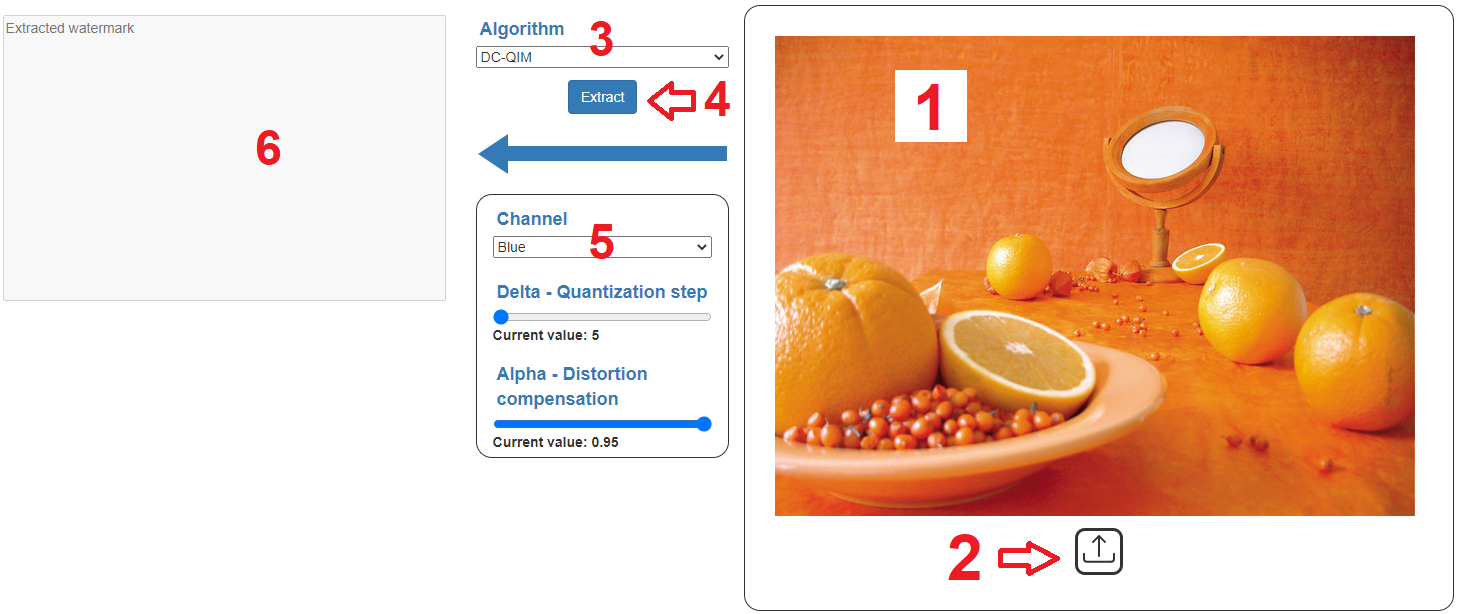 Extracted watermark
6
Algorithm
3
DC-QIM
Extract
4
Channel
5
Blue
Delta - Quantization step
Current value: 5
Alpha - Distortion
compensation
Current value: 0.95
1
2